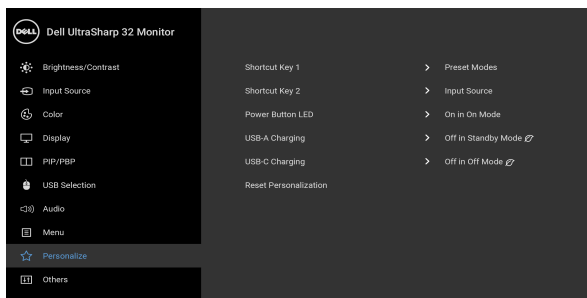 DELL Dell UltraSharp 32 Monitor
Brightness/Contrast
Input Source
Color
Display
PIP/PBP
USB Selection
Audio
Menu
Personalize
Others
Shortcut Key 1 > Preset Modes
Shortcut Key 2 > Input Source
Power Button LED > On in On Mode
USB-A Charging > Off in Standby Mode
USB-C Charging > Off in Off Mode
Reset Personalization